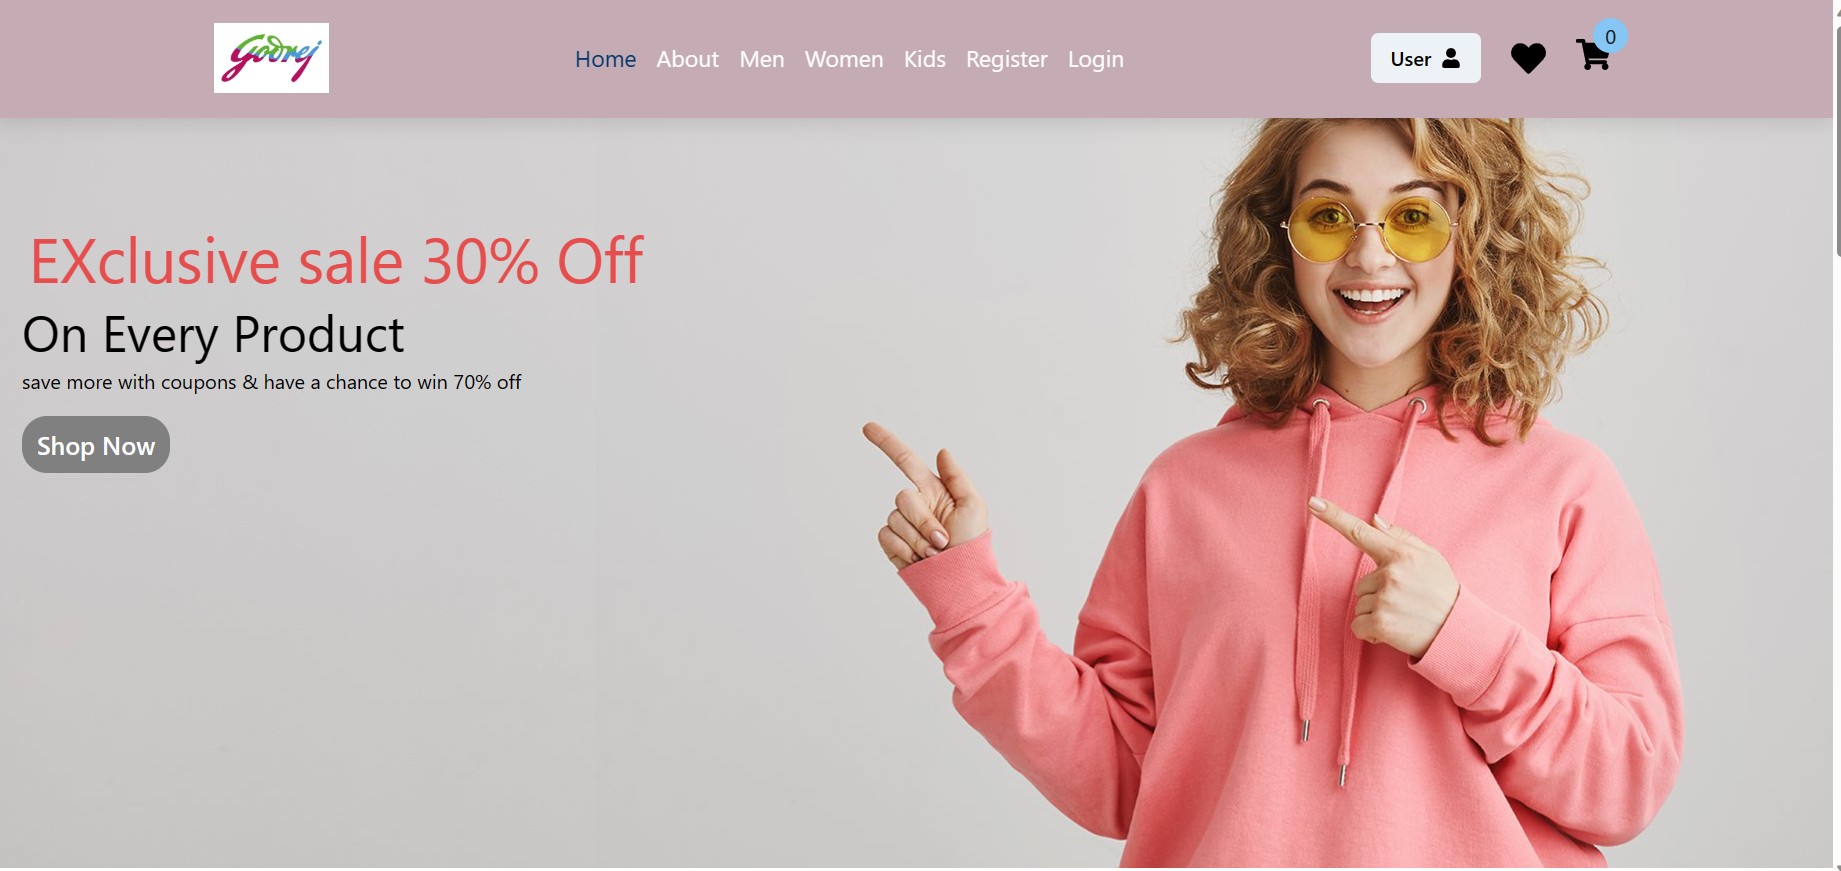 Godrej
Home About Men Women Kids Register Login
User
0
EXclusive sale 30% Off
On Every Product
save more with coupons & have a chance to win 70% off
Shop Now